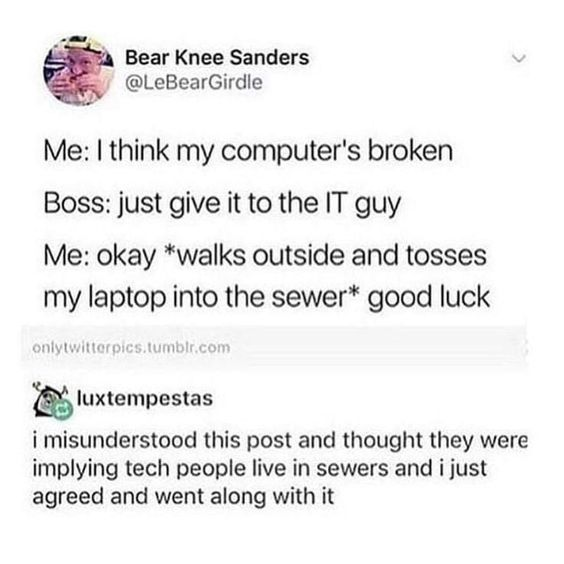 Bear Knee Sanders
@LeBearGirdle
Me: I think my computer's broken
Boss: just give it to the IT guy
Me: okay *walks outside and tosses
my laptop into the sewer* good luck
onlytwitterpics.tumblr.com
luxtempestas
i misunderstood this post and thought they were
implying tech people live in sewers and i just
agreed and went along with it